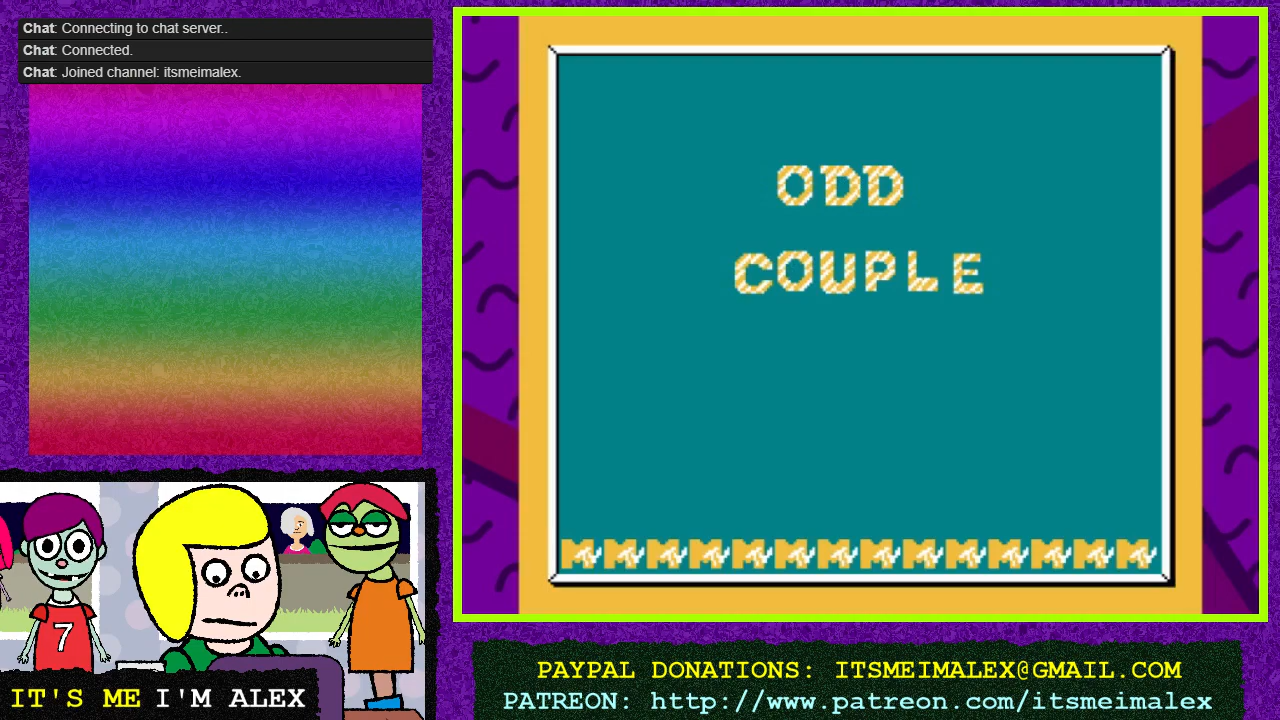 Chat: Connecting to chat server..
Chat: Connected.
Chat: Joined channel: itsmeimalex.
ODD
COUPLE
7
IT'S ME I'M ALEX
PAYPAL DONATIONS: ITSMEIMALEX@GMAIL.COM
PATREON: http://www.patreon.com/itsmeimalex